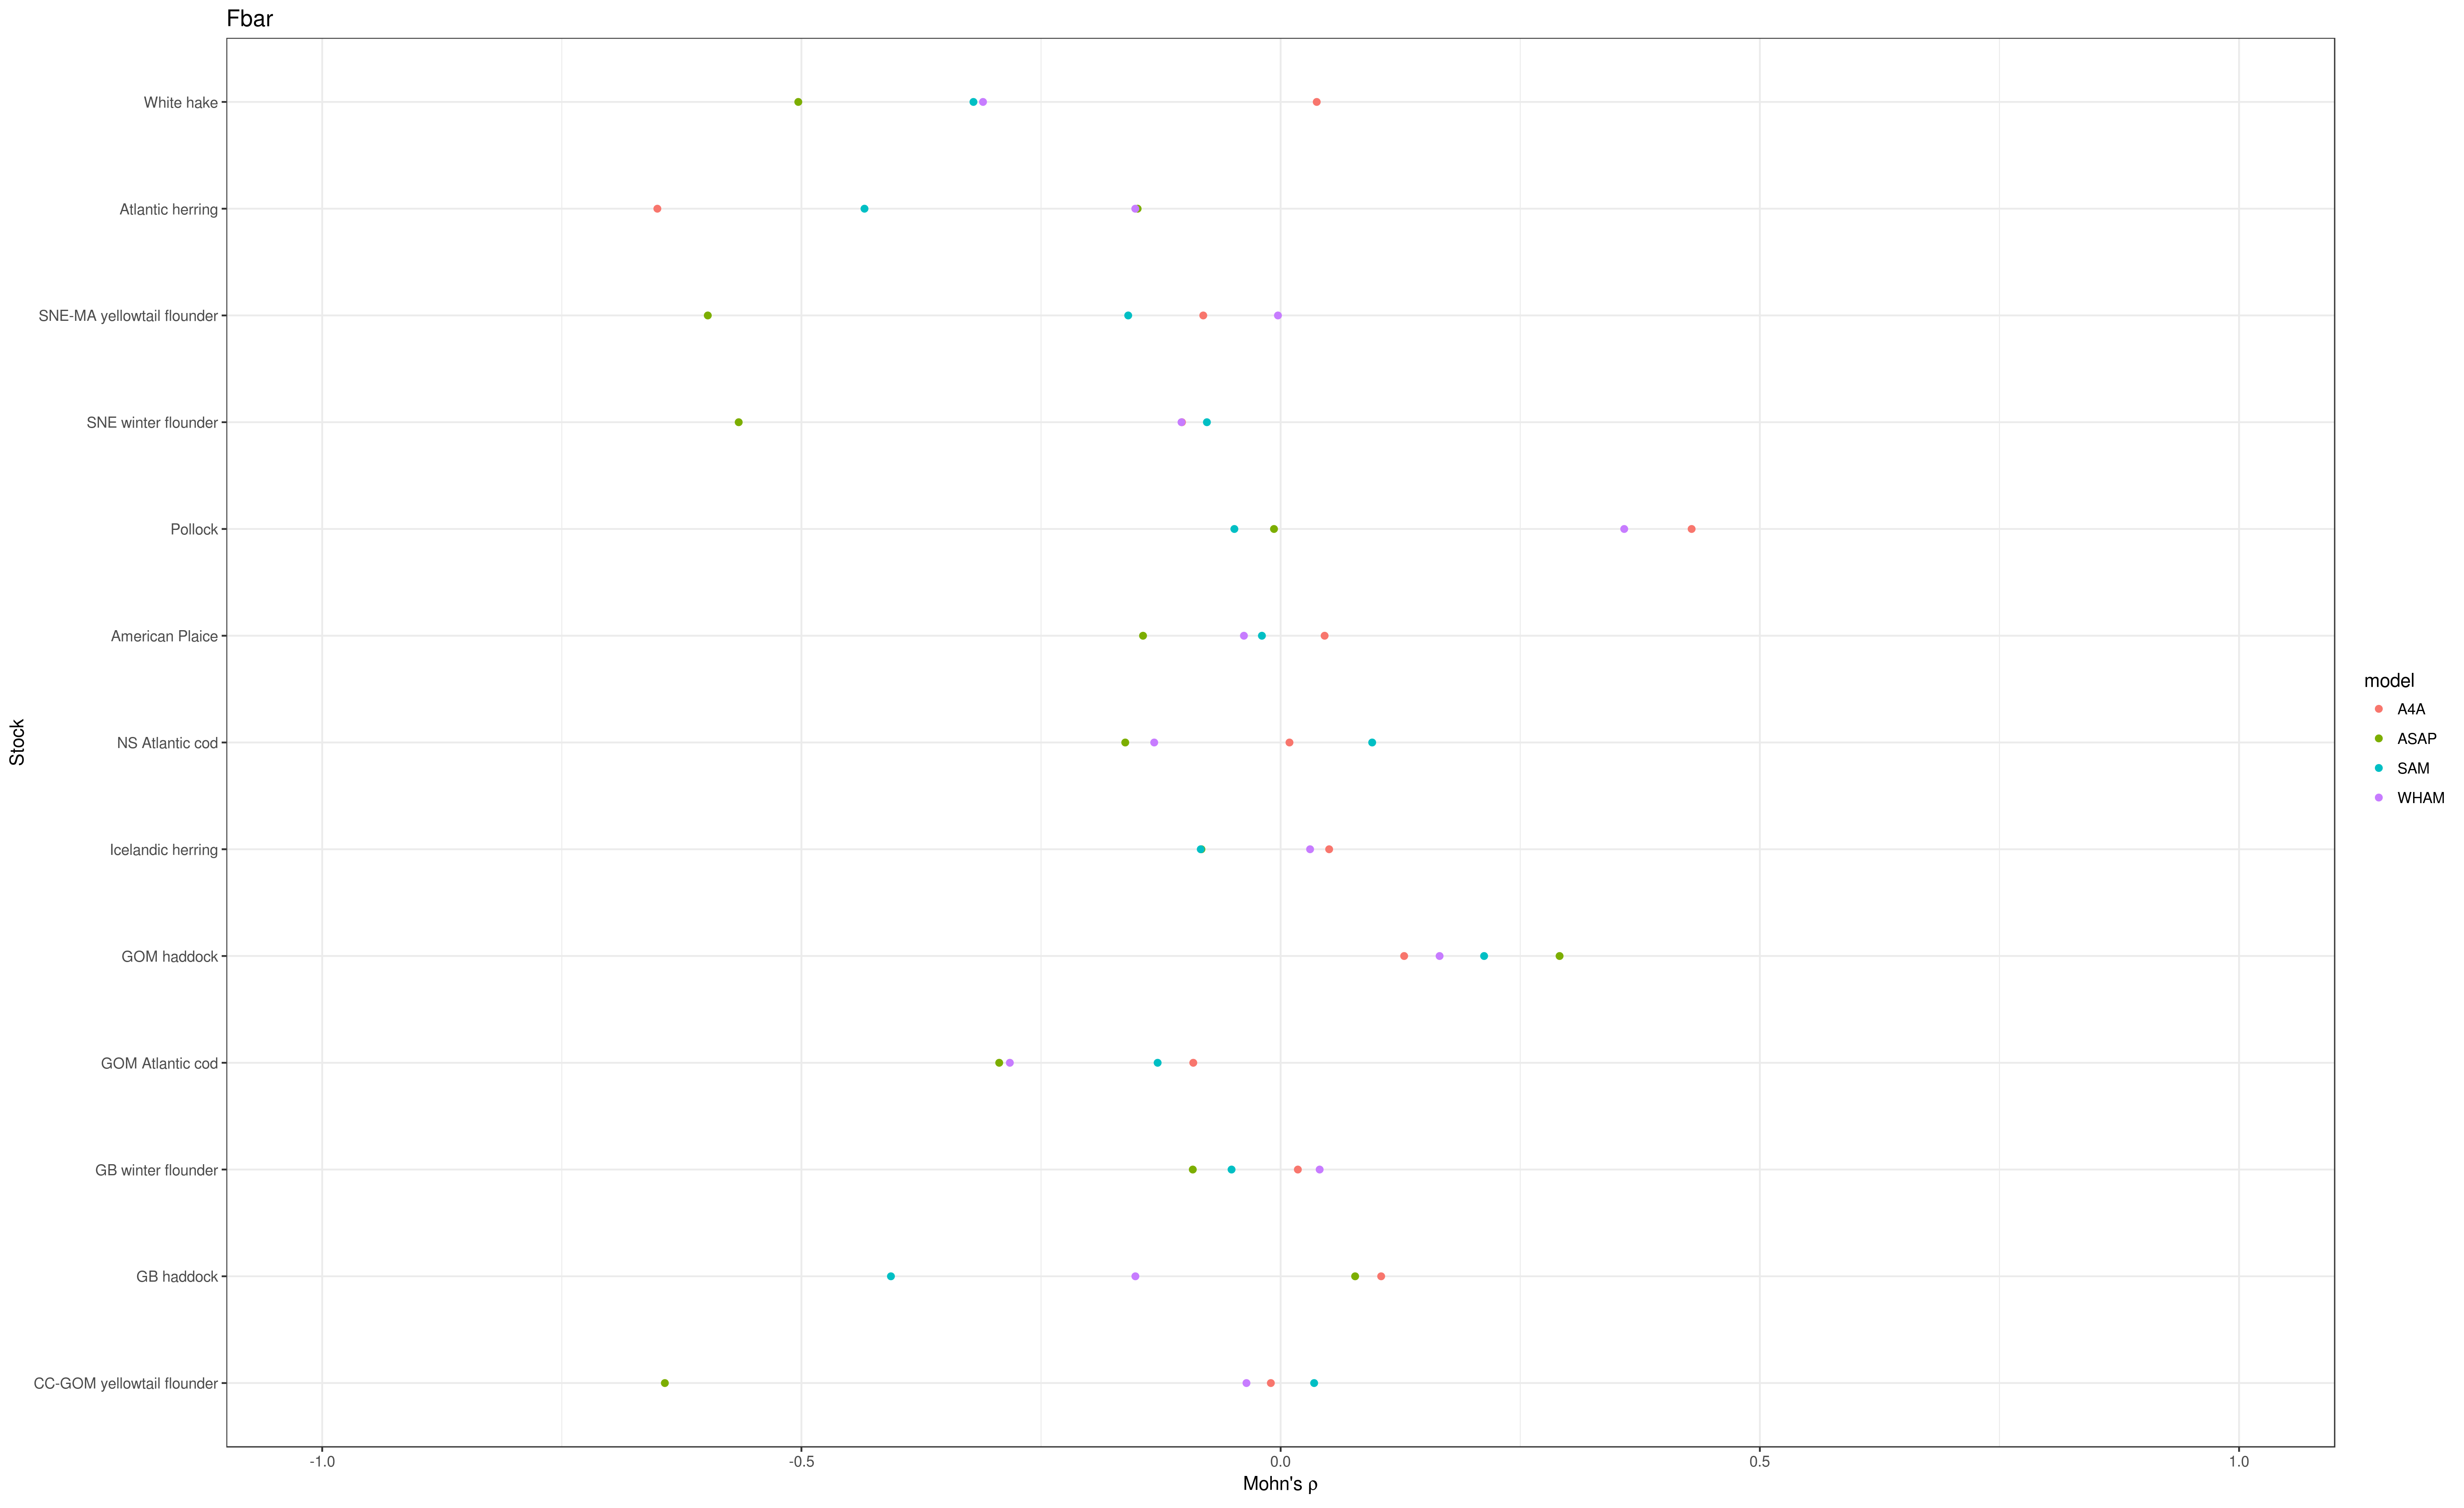 Fbar
White hake
Atlantic herring
SNE-MA yellowtail flounder
SNE winter flounder
Pollock
American Plaice
NS Atlantic cod
Icelandic herring
GOM haddock
GOM Atlantic cod
GB winter flounder
GB haddock
CC-GOM yellowtail flounder
Stock
-1.0 -0.5 0.0 0.5 1.0
Mohn's ρ
model
A4A
ASAP
SAM
WHAM